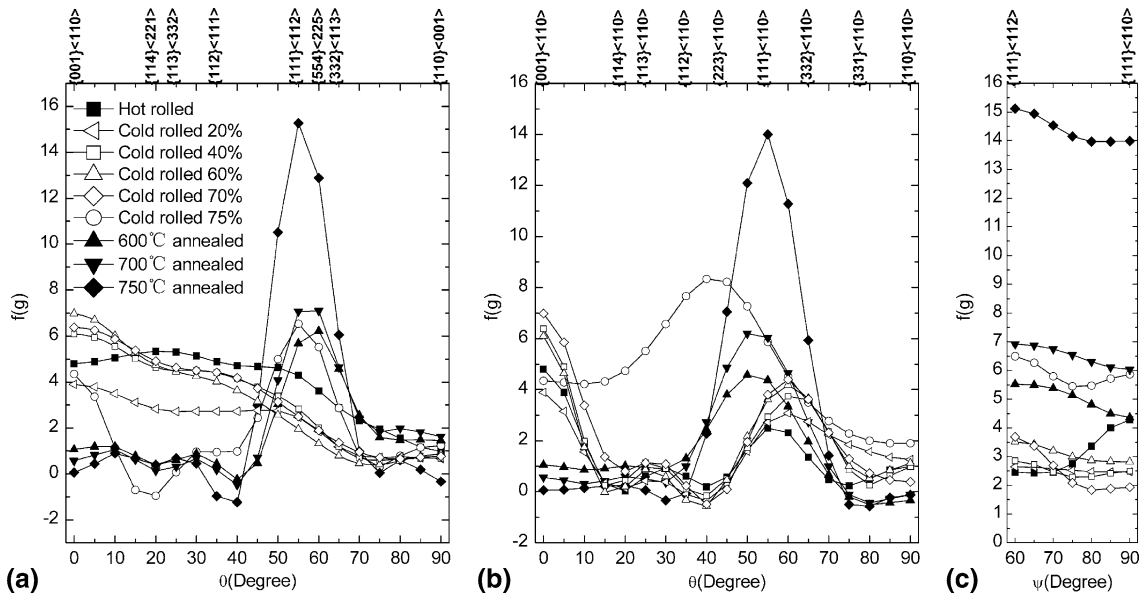 {001}<110>
{114}<221>
{113}<332>
{112}<111>
{111}<112>
{554}<225>
{332}<113>
{110}<001>
f(g)
16
14
12
10
8
6
4
2
0
-2
Hot rolled
Cold rolled 20%
Cold rolled 40%
Cold rolled 60%
Cold rolled 70%
Cold rolled 75%
600℃ annealed
700℃ annealed
750℃ annealed
0 10 20 30 40 50 60 70 80 90
(a)
θ(Degree)
{001}<110>
{114}<110>
{113}<110>
{112}<110>
{223}<110>
{111}<110>
{332}<110>
{331}<110>
{110}<110>
f(g)
16
14
12
10
8
6
4
2
0
-2
0 10 20 30 40 50 60 70 80 90
(b)
θ(Degree)
{111}<112>
{111}<110>
f(g)
16
15
14
13
12
11
10
9
8
7
6
5
4
3
2
1
0
60 70 80 90
(c)
ψ(Degree)